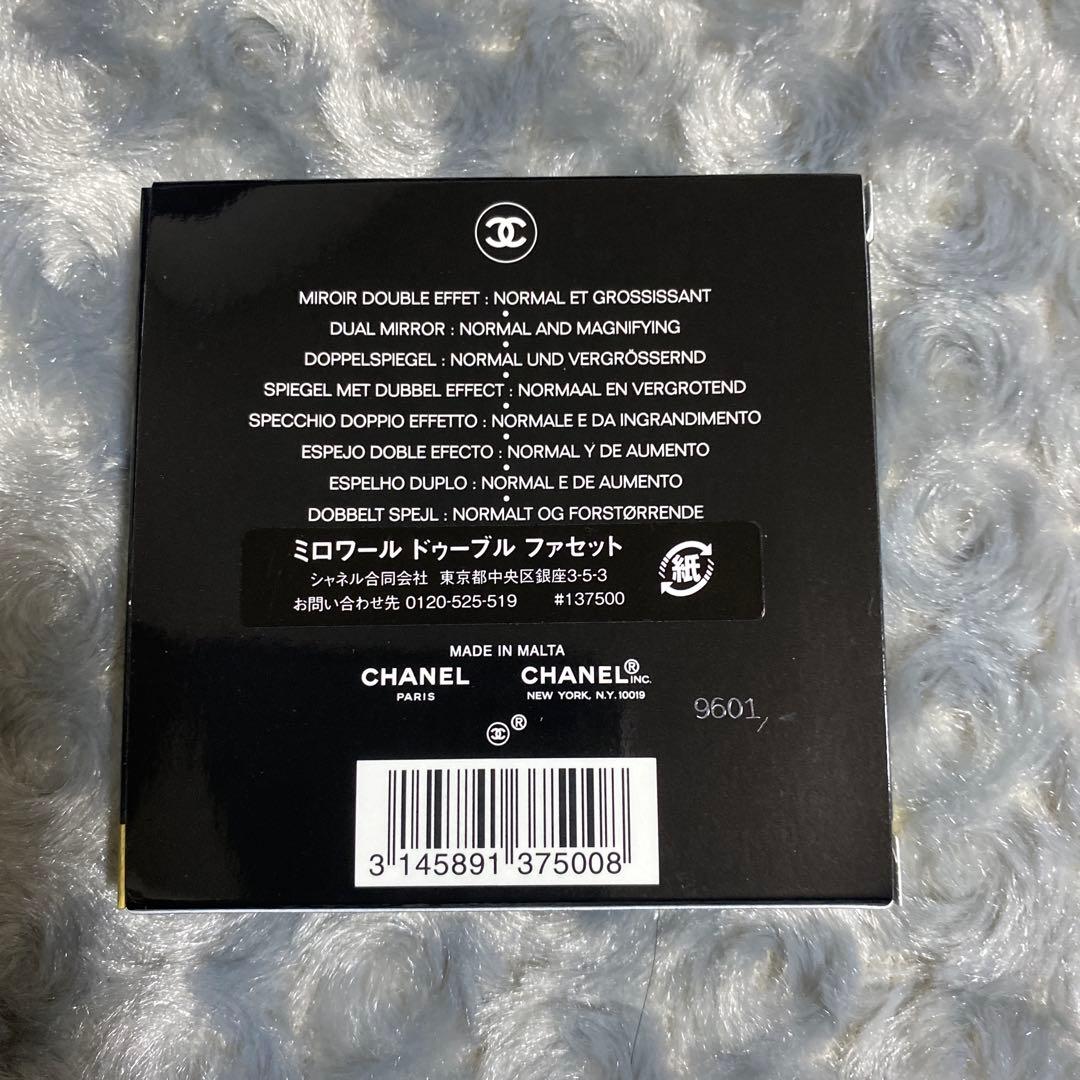 MIROIR DOUBLE EFFET : NORMAL ET GROSSISSANT
DUAL MIRROR : NORMAL AND MAGNIFYING
DOPPELSPIEGEL : NORMAL UND VERGRÖSSERND
SPIEGEL MET DUBBEL EFFECT : NORMAAL EN VERGROTEND
SPECCHIO DOPPIO EFFETTO : NORMALE E DA INGRANDIMENTO
ESPEJO DOBLE EFECTO : NORMAL Y DE AUMENTO
ESPELHO DUPLO : NORMAL E DE AUMENTO
DOBBELT SPEJL : NORMALT OG FORSTØRRENDE
ミロワール ドゥーブル ファセット
シャネル合同会社 東京都中央区銀座3-5-3
お問い合わせ先 0120-525-519 #137500
紙
MADE IN MALTA
CHANEL
PARIS
CHANEL® INC.
NEW YORK, N.Y. 10019
®
9601
3 145891 375008